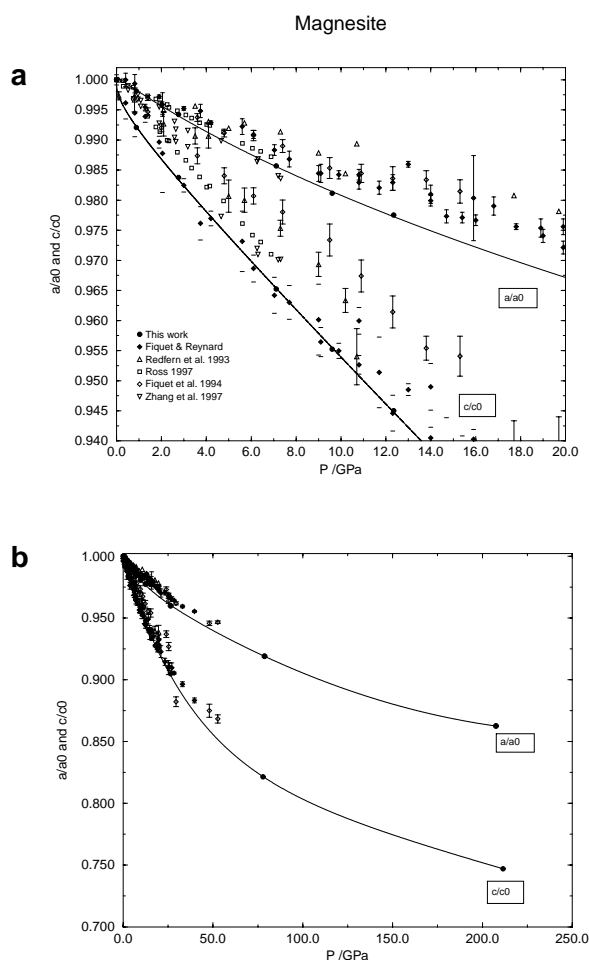 Magnesite
a
1.000
0.995
0.990
0.985
0.980
0.975
0.970
0.965
0.960
0.955
0.950
0.945
0.940
a/a0 and c/c0
a/a0
This work
Fiquet & Reynard
Redfern et al. 1993
Ross 1997
Fiquet et al. 1994
Zhang et al. 1997
c/c0
0.0 2.0 4.0 6.0 8.0 10.0 12.0 14.0 16.0 18.0 20.0
P /GPa
b
1.000
0.950
0.900
0.850
0.800
0.750
0.700
a/a0 and c/c0
a/a0
c/c0
0.0 50.0 100.0 150.0 200.0 250.0
P /GPa